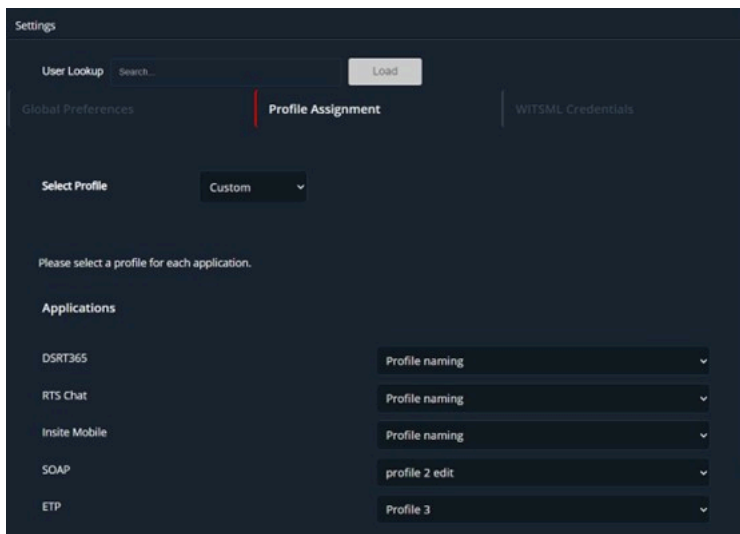 Settings
User Lookup Search... Load
Global Preferences Profile Assignment WITSML Credentials
Select Profile Custom
Please select a profile for each application.
Applications
DSRT365 Profile naming
RTS Chat Profile naming
Insite Mobile Profile naming
SOAP profile 2 edit
ETP Profile 3